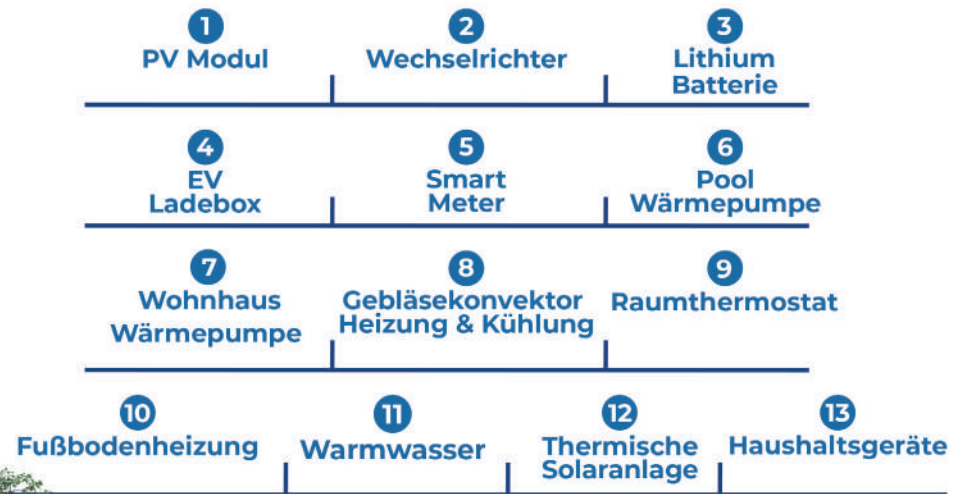 1 2 3
PV Modul Wechselrichter Lithium
Batterie
4 5 6
EV Smart Pool
Ladebox Meter Wärmepumpe
7 8 9
Wohnhaus Gebläsekonvektor Raumthermostat
Wärmepumpe Heizung & Kühlung
10 11 12 13
Fußbodenheizung Warmwasser Thermische Haushaltsgeräte
Solaranlage